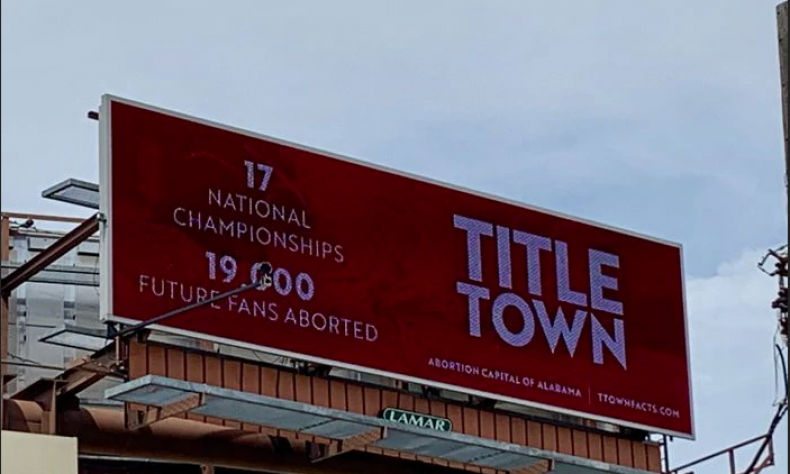 17
NATIONAL
CHAMPIONSHIPS
19,000
FUTURE FANS ABORTED
TITLE
TOWN
ABORTION CAPITAL OF ALABAMA | TTOWNFACTS.COM
LAMAR